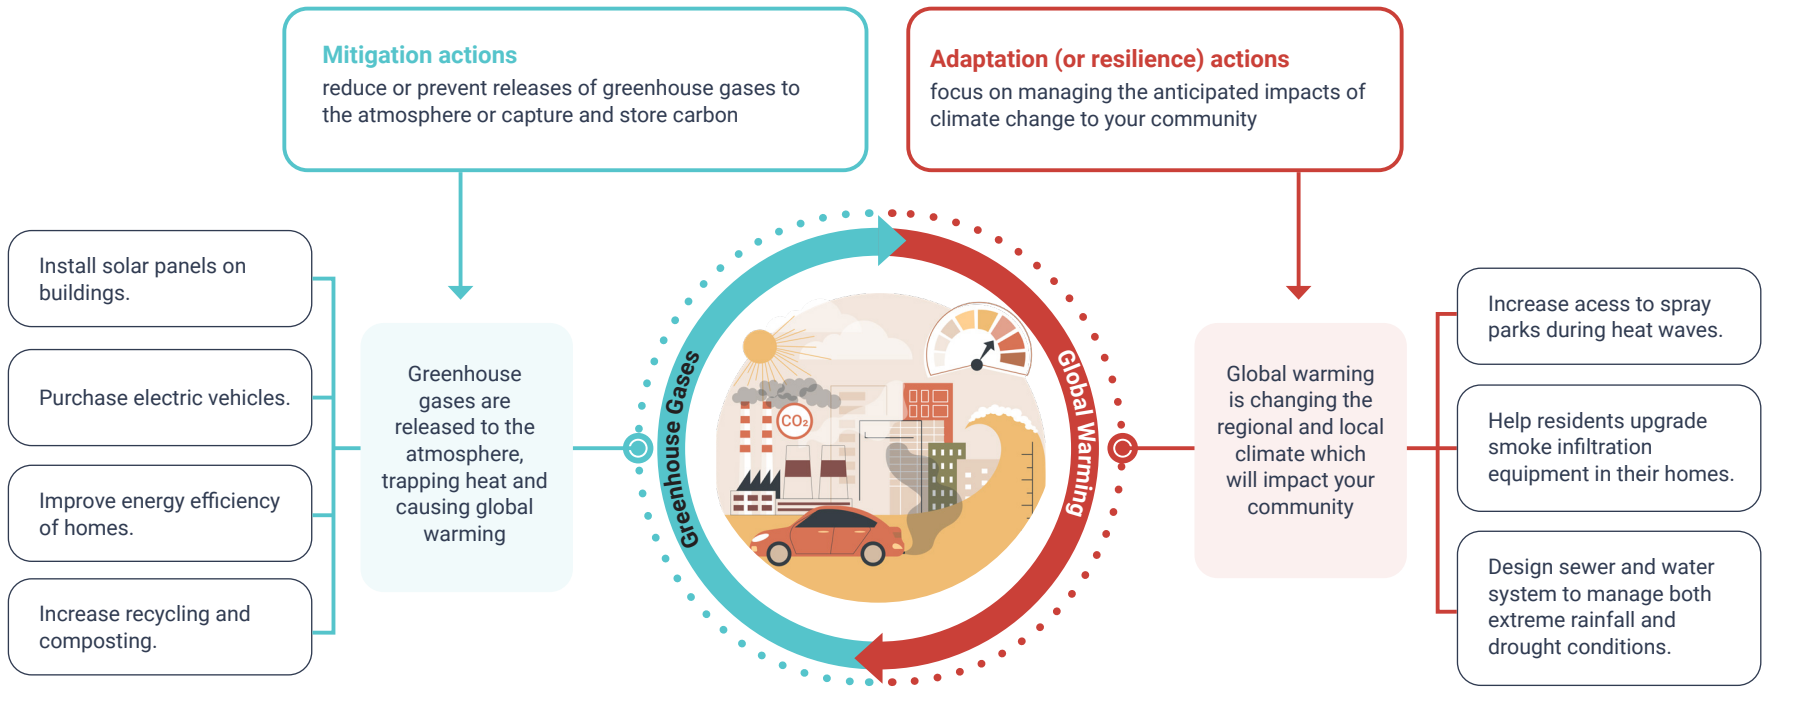 Mitigation actions
reduce or prevent releases of greenhouse gases to
the atmosphere or capture and store carbon
Adaptation (or resilience) actions
focus on managing the anticipated impacts of
climate change to your community
Install solar panels on
buildings.
Purchase electric vehicles.
Improve energy efficiency
of homes.
Increase recycling and
composting.
Greenhouse
gases are
released to the
atmosphere,
trapping heat and
causing global
warming
Greenhouse Gases
CO₂
Global Warming
Global warming
is changing the
regional and local
climate which
will impact your
community
Increase acess to spray
parks during heat waves.
Help residents upgrade
smoke infiltration
equipment in their homes.
Design sewer and water
system to manage both
extreme rainfall and
drought conditions.